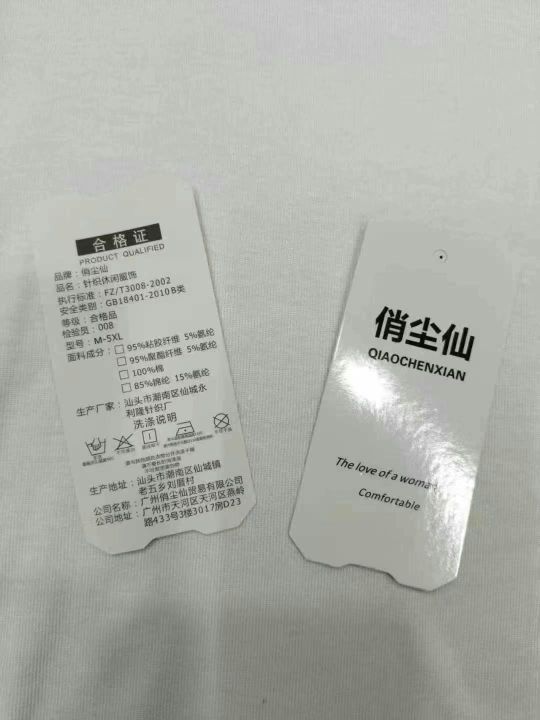 合格证
PRODUCT QUALIFIED
品牌：俏尘仙
品名：针织休闲服饰
执行标准：FZ/T3008-2002
安全类别：GB18401-2010B类
等级：合格品
检验员：008
型号：M-5XL
面料成分：□ 95%粘胶纤维 5%氨纶
□ 95%聚酯纤维 5%氨纶
□ 100%棉
□ 85%婂纶 15%氨纶
生产厂家：汕头市潮南区仙城永
利隆针织厂
洗涤说明
生产地址：汕头市潮南区仙城镇
老五乡刘厝村
公司名称：广州俏尘仙贸易有限公司
公司地址：广州市天河区天河区燕岭
路433号3楼3017房D23
俏尘仙
QIAOCHENXIAN
The love of a woman
Comfortable